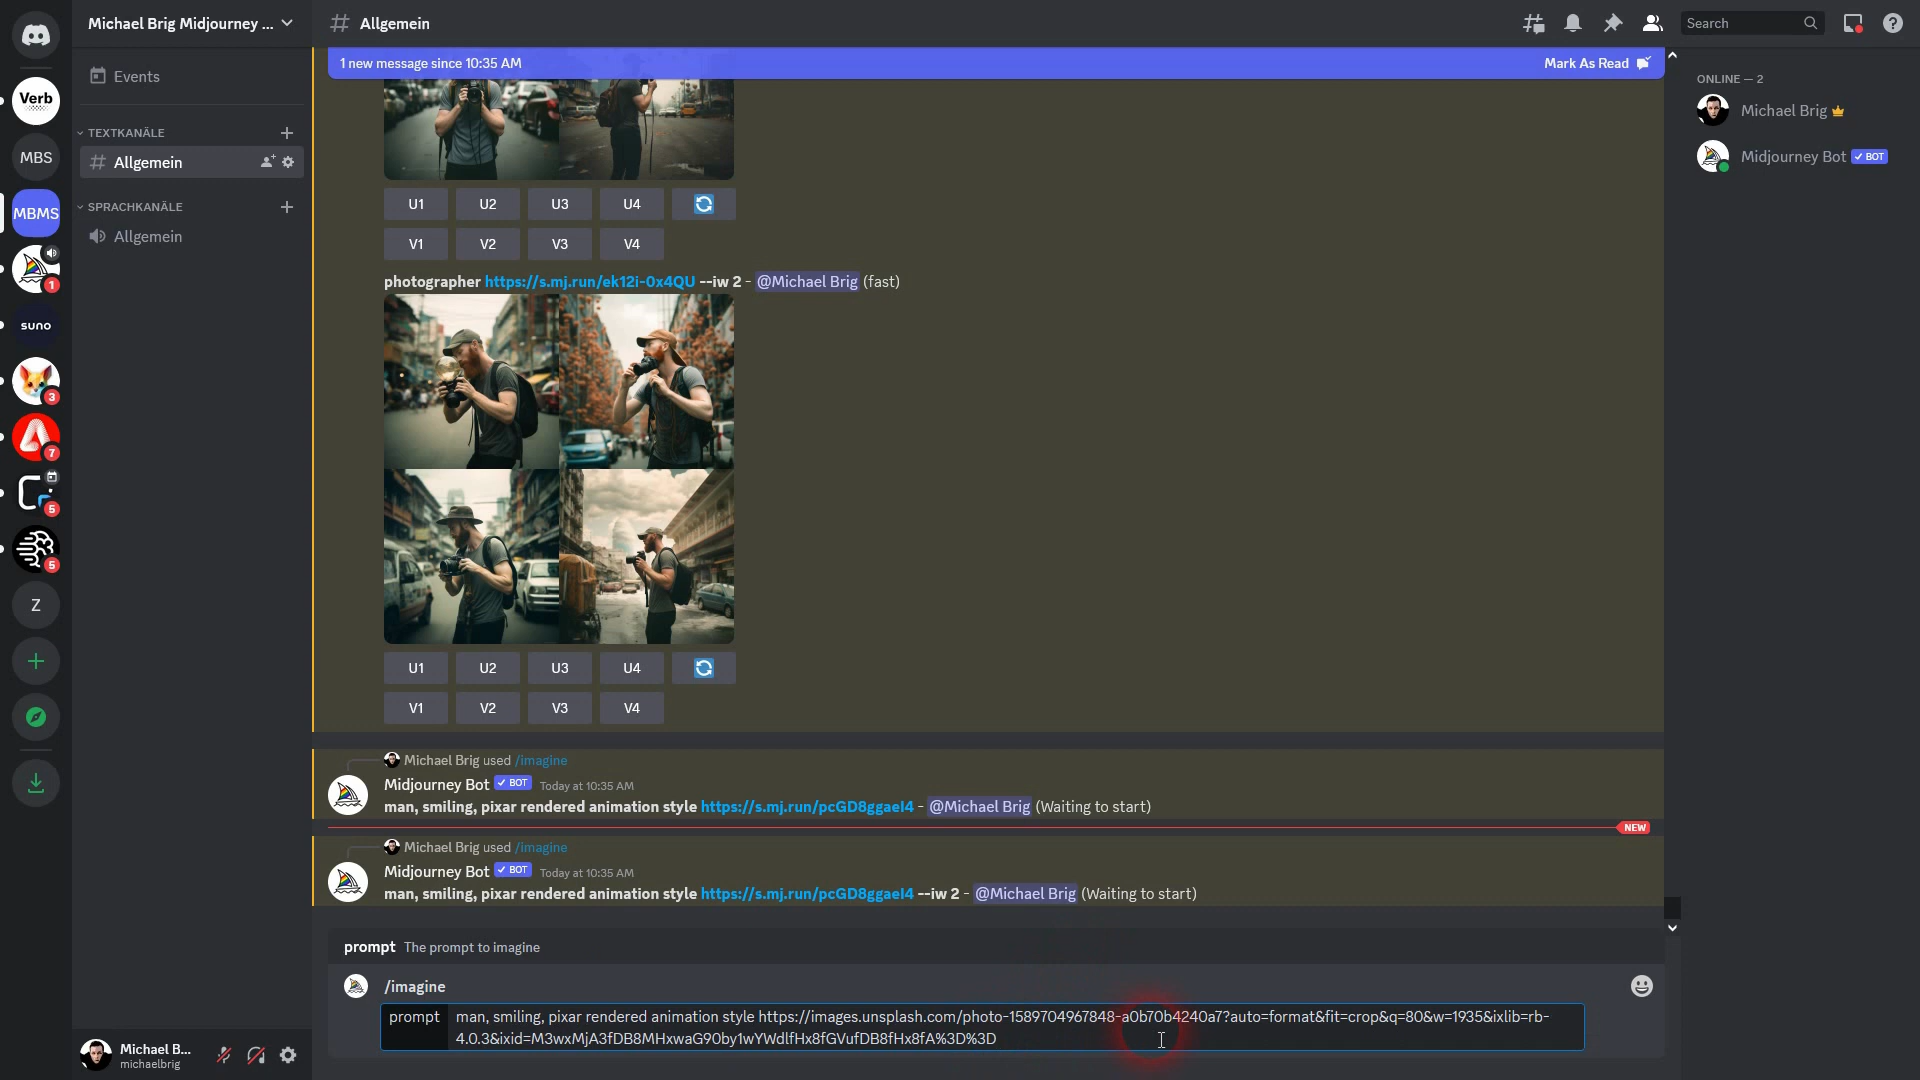 Michael Brig Midjourney ...
Allgemein
Search
1 new message since 10:35 AM
Mark As Read
Events
TEXTKANÄLE
Allgemein
SPRACHKANÄLE
Allgemein
Verb
MBS
MBMS
1
suno
3
7
5
5
Z
ONLINE — 2
Michael Brig
Midjourney Bot BOT
U1 U2 U3 U4
V1 V2 V3 V4
photographer https://s.mj.run/ek12i-0x4QU --iw 2 - @Michael Brig (fast)
U1 U2 U3 U4
V1 V2 V3 V4
Michael Brig used /imagine
Midjourney Bot BOT Today at 10:35 AM
man, smiling, pixar rendered animation style https://s.mj.run/pcGD8ggaeI4 - @Michael Brig (Waiting to start)
NEW
Michael Brig used /imagine
Midjourney Bot BOT Today at 10:35 AM
man, smiling, pixar rendered animation style https://s.mj.run/pcGD8ggaeI4 --iw 2 - @Michael Brig (Waiting to start)
prompt The prompt to imagine
/imagine
prompt man, smiling, pixar rendered animation style https://images.unsplash.com/photo-1589704967848-a0b70b4240a7?auto=format&fit=crop&q=80&w=1935&ixlib=rb-
4.0.3&ixid=M3wxMjA3fDB8MHxwaG90by1wYWdlfHx8fGVufDB8fHx8fA%3D%3D
Michael B...
michaelbrig